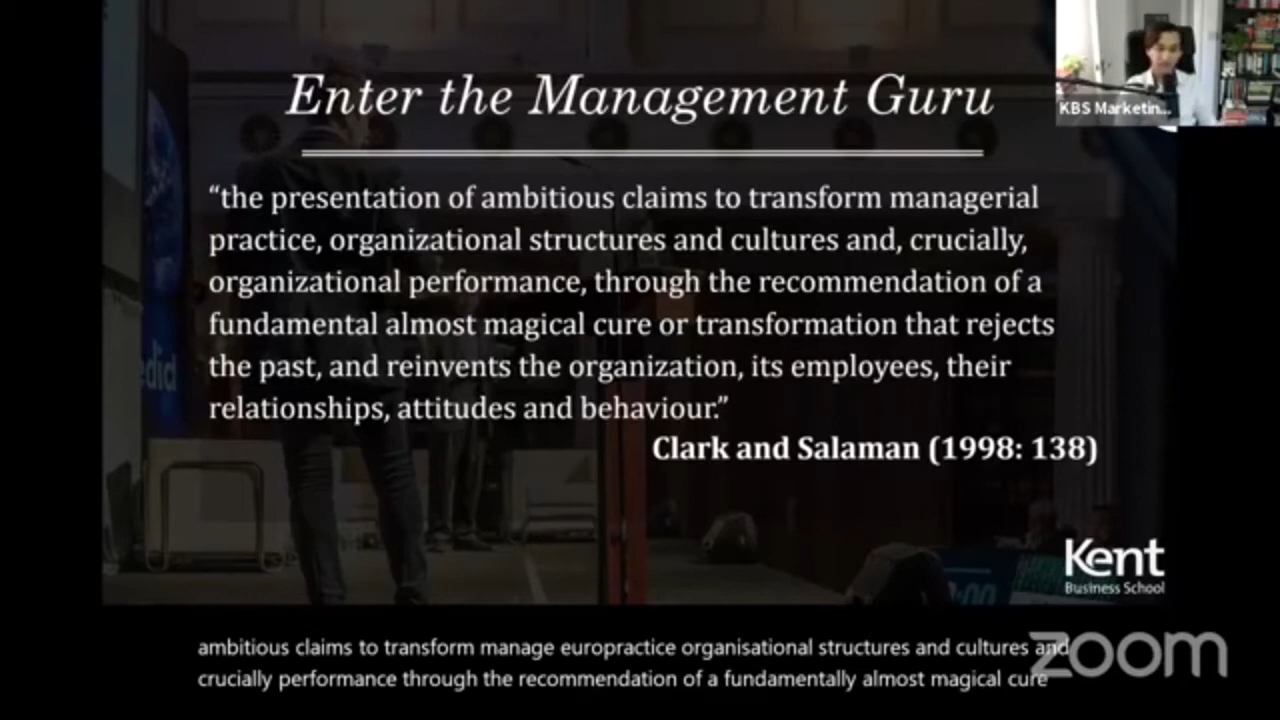 Enter the Management Guru
KBS Marketin...
“the presentation of ambitious claims to transform managerial
practice, organizational structures and cultures and, crucially,
organizational performance, through the recommendation of a
fundamental almost magical cure or transformation that rejects
the past, and reinvents the organization, its employees, their
relationships, attitudes and behaviour.”
Clark and Salaman (1998: 138)
Kent
Business School
ambitious claims to transform manage europractice organisational structures and cultures and
crucially performance through the recommendation of a fundamentally almost magical cure
zoom